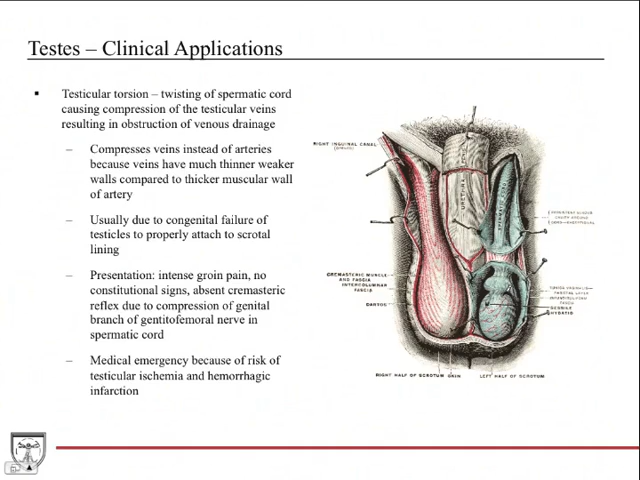 Testes – Clinical Applications
Testicular torsion – twisting of spermatic cord
causing compression of the testicular veins
resulting in obstruction of venous drainage
– Compresses veins instead of arteries
because veins have much thinner weaker
walls compared to thicker muscular wall
of artery
– Usually due to congenital failure of
testicles to properly attach to scrotal
lining
– Presentation: intense groin pain, no
constitutional signs, absent cremasteric
reflex due to compression of genital
branch of gentitofemoral nerve in
spermatic cord
– Medical emergency because of risk of
testicular ischemia and hemorrhagic
infarction
RIGHT INGUINAL CANAL
CREMASTERIC MUSCLE
AND FASCIA
INTERCOLUMNAR
FASCIA
DARTOS
RIGHT HALF OF SCROTUM SKIN LEFT HALF OF SCROTUM